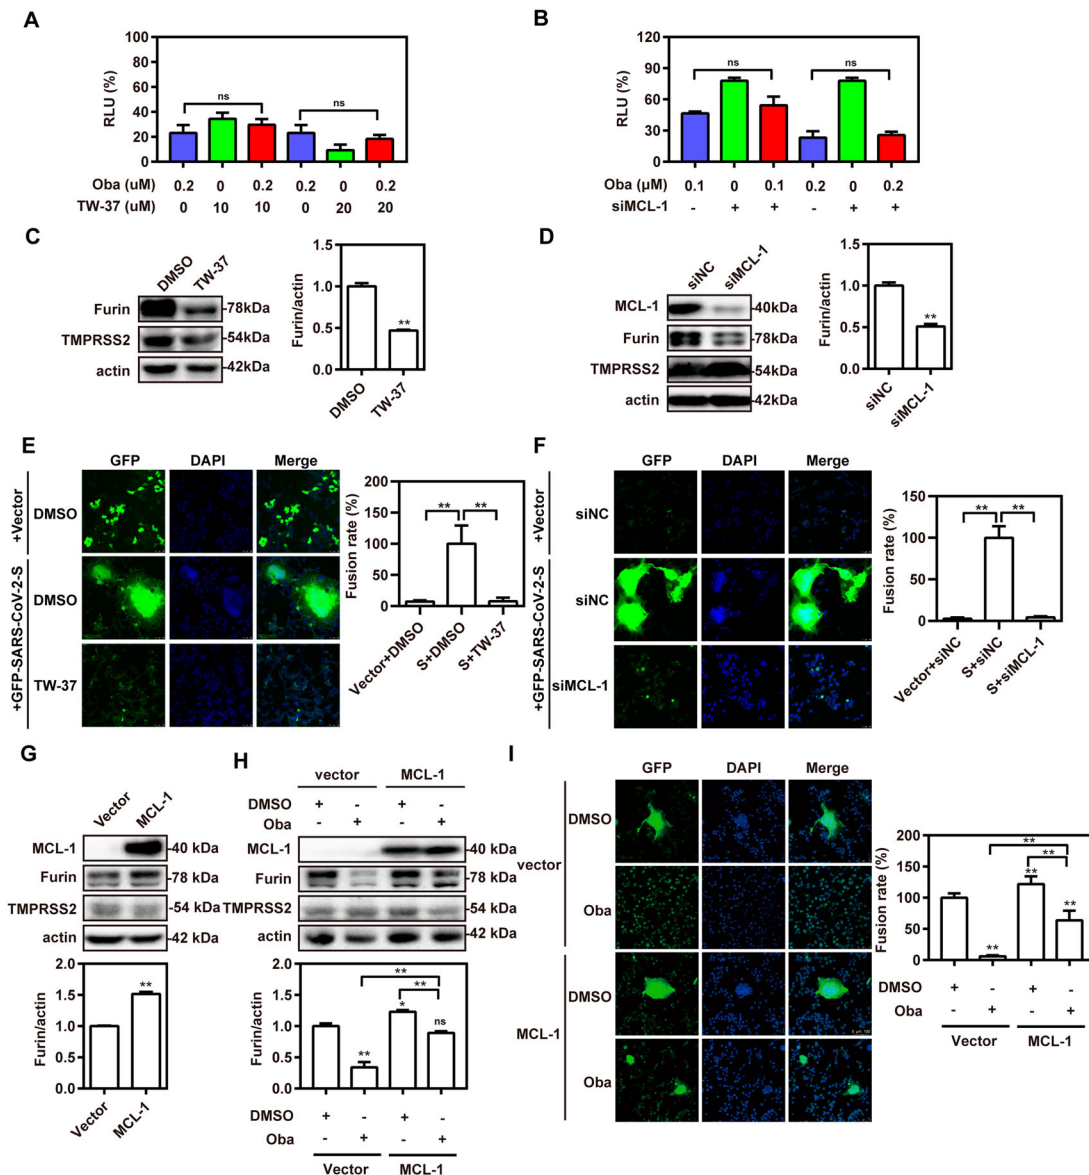 A
RLU (%)
100
80
60
40
20
0
ns
ns
Oba (uM) 0.2 0 0.2 0.2 0 0.2
TW-37 (uM) 0 10 10 0 20 20
B
RLU (%)
120
90
60
30
0
ns
ns
Oba (μM) 0.1 0 0.1 0.2 0 0.2
siMCL-1 - + + - + +
C
DMSO TW-37
Furin -78kDa
TMPRSS2 -54kDa
actin -42kDa
Furin/actin
1.5
1.0
0.5
0.0
**
DMSO TW-37
D
siNC siMCL-1
MCL-1 -40kDa
Furin -78kDa
TMPRSS2 -54kDa
actin -42kDa
Furin/actin
1.5
1.0
0.5
0.0
**
siNC siMCL-1
E
GFP DAPI Merge
+Vector
DMSO
+GFP-SARS-CoV-2-S
DMSO
TW-37
Fusion rate (%)
200
150
100
50
0
** **
Vector+DMSO S+DMSO S+TW-37
F
GFP DAPI Merge
+Vector
siNC
+GFP-SARS-CoV-2-S
siNC
siMCL-1
Fusion rate (%)
150
100
50
0
** **
Vector+siNC S+siNC S+siMCL-1
G
Vector MCL-1
MCL-1 -40 kDa
Furin -78 kDa
TMPRSS2 -54 kDa
actin -42 kDa
Furin/actin
2.0
1.5
1.0
0.5
0.0
**
Vector MCL-1
H
vector MCL-1
DMSO + - + -
Oba - + - +
MCL-1 -40 kDa
Furin -78 kDa
TMPRSS2 -54 kDa
actin -42 kDa
Furin/actin
2.0
1.5
1.0
0.5
0.0
**
**
** * ns
DMSO + - + -
Oba - + - +
Vector MCL-1
I
GFP DAPI Merge
vector
DMSO
Oba
MCL-1
DMSO
Oba
Fusion rate (%)
200
150
100
50
0
**
**
** ** **
DMSO + - + -
Oba - + - +
Vector MCL-1